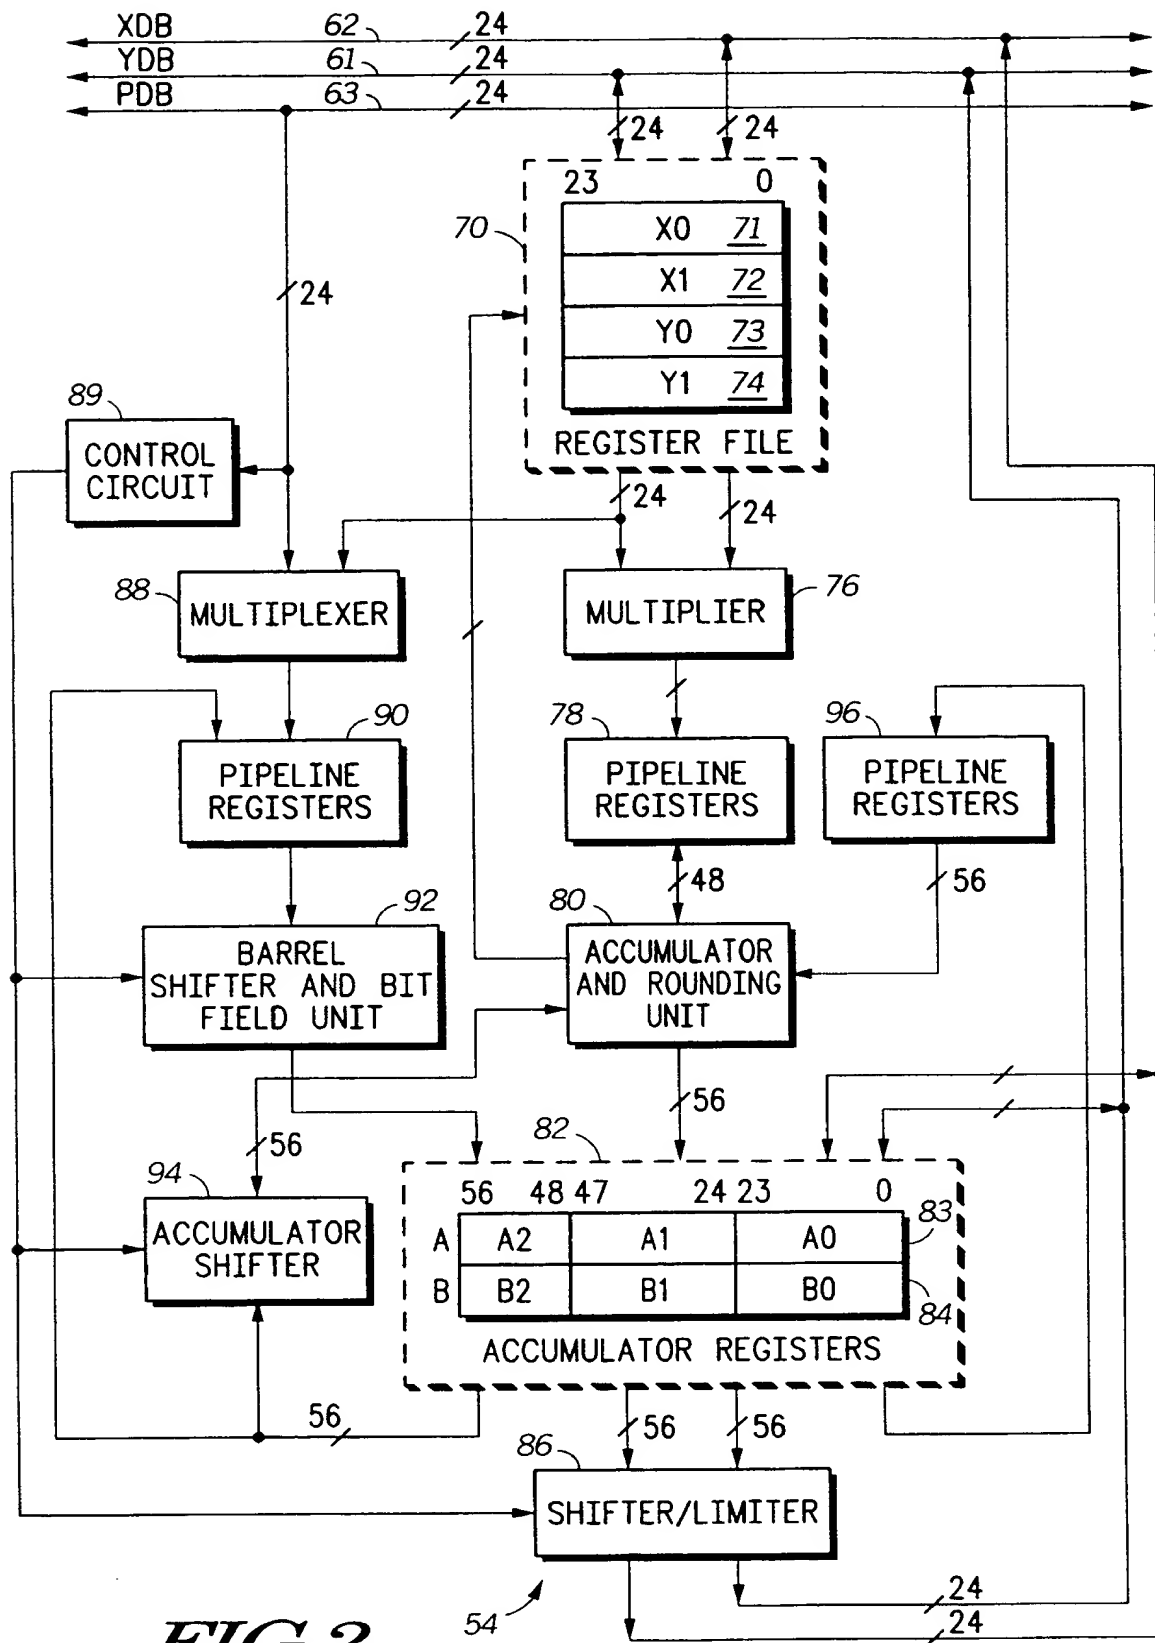 XDB 62 24
YDB 61 24
PDB 63 24
24 24
23 0
70
X0 71
X1 72
Y0 73
Y1 74
REGISTER FILE
24
89
CONTROL
CIRCUIT
24 24
88
MULTIPLEXER
MULTIPLIER
76
90
PIPELINE
REGISTERS
78
PIPELINE
REGISTERS
96
PIPELINE
REGISTERS
48
56
92
BARREL
SHIFTER AND BIT
FIELD UNIT
80
ACCUMULATOR
AND ROUNDING
UNIT
56
56
94
ACCUMULATOR
SHIFTER
82
56 48 47 24 23 0
A A2 A1 A0 83
B B2 B1 B0 84
ACCUMULATOR REGISTERS
56
56 56
86
SHIFTER/LIMITER
54
24
24